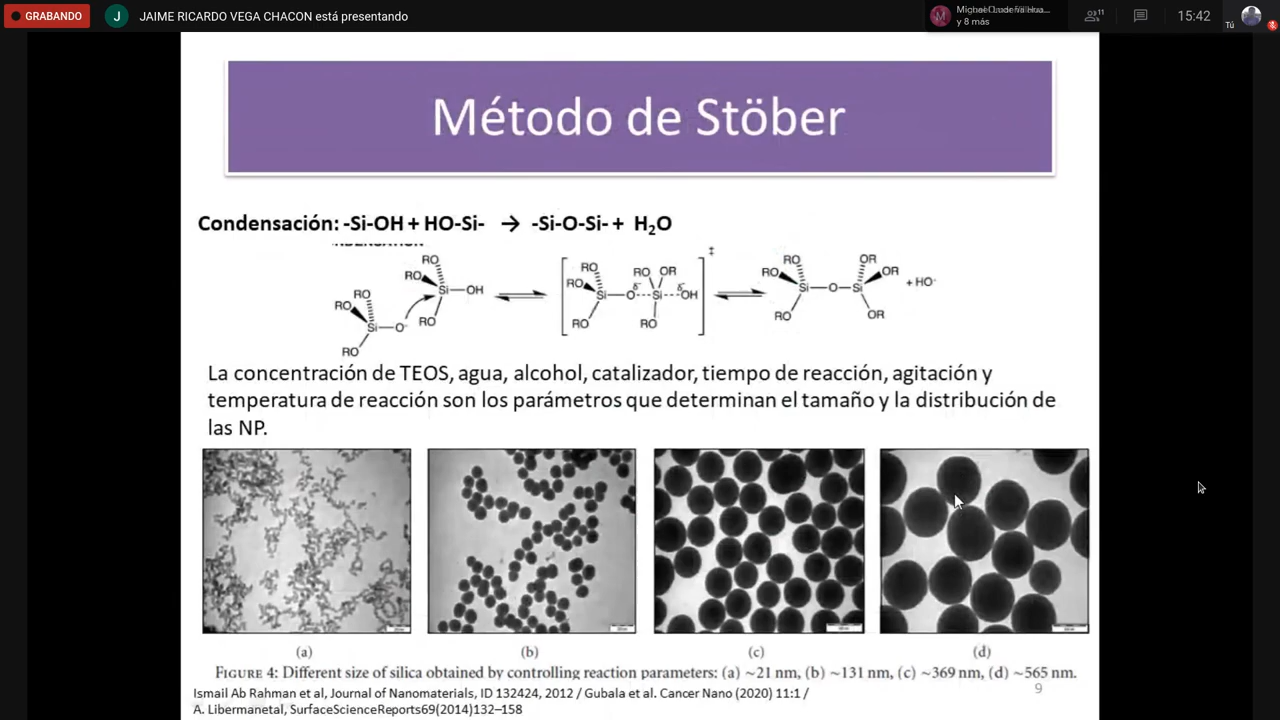 GRABANDO
J
JAIME RICARDO VEGA CHACON está presentando
M
y 8 más
11
15:42
Tú
Método de Stöber
Condensación: -Si-OH + HO-Si- → -Si-O-Si- + H₂O
RO RO RO Si OH
RO RO RO Si O⁻
RO RO RO Si O δ⁻ RO OR Si RO δ⁻ OH ‡
RO RO RO Si O Si OR OR OR + HO⁻
La concentración de TEOS, agua, alcohol, catalizador, tiempo de reacción, agitación y
temperatura de reacción son los parámetros que determinan el tamaño y la distribución de
las NP.
(a) (b) (c) (d)
FIGURE 4: Different size of silica obtained by controlling reaction parameters: (a) ~21 nm, (b) ~131 nm, (c) ~369 nm, (d) ~565 nm.
9
Ismail Ab Rahman et al, Journal of Nanomaterials, ID 132424, 2012 / Gubala et al. Cancer Nano (2020) 11:1 /
A. Libermanetal, SurfaceScienceReports69(2014)132–158